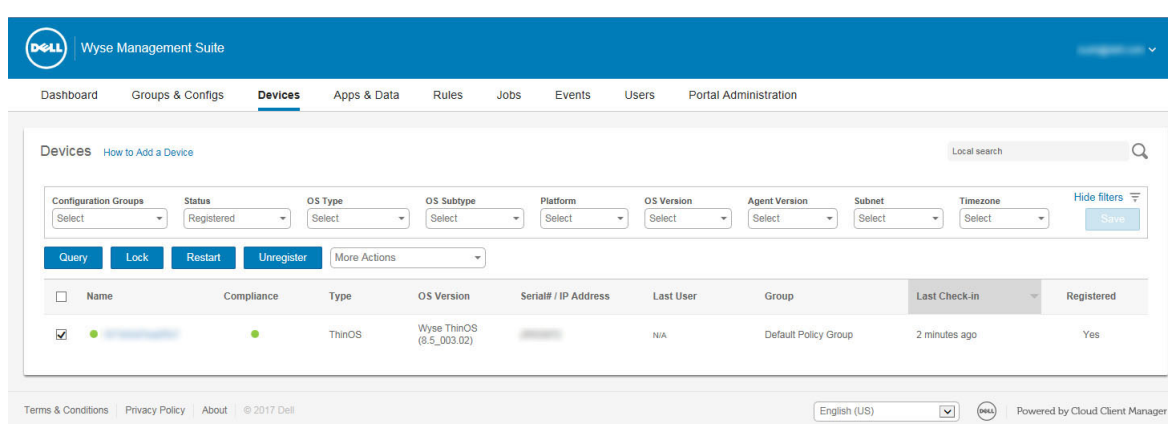 DELL Wyse Management Suite
Dashboard Groups & Configs Devices Apps & Data Rules Jobs Events Users Portal Administration
Devices How to Add a Device Local search
Configuration Groups Status OS Type OS Subtype Platform OS Version Agent Version Subnet Timezone Hide filters
Select Registered Select Select Select Select Select Select Select Save
Query Lock Restart Unregister More Actions
Name Compliance Type OS Version Serial# / IP Address Last User Group Last Check-in Registered
ThinOS Wyse ThinOS N/A Default Policy Group 2 minutes ago Yes
(8.5_003.02)
Terms & Conditions Privacy Policy About © 2017 Dell English (US) DELL Powered by Cloud Client Manager